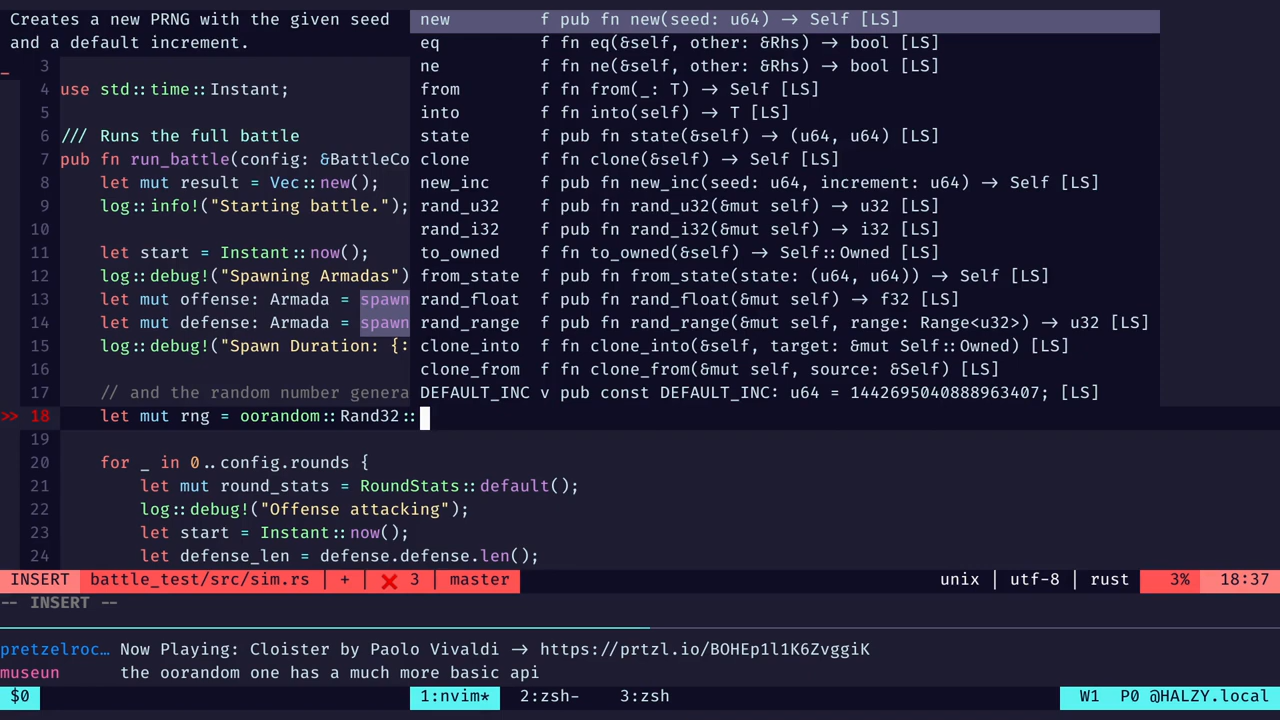 Creates a new PRNG with the given seed
and a default increment.
new f pub fn new(seed: u64) → Self [LS]
eq f fn eq(&self, other: &Rhs) → bool [LS]
ne f fn ne(&self, other: &Rhs) → bool [LS]
from f fn from(_: T) → Self [LS]
into f fn into(self) → T [LS]
state f pub fn state(&self) → (u64, u64) [LS]
clone f fn clone(&self) → Self [LS]
new_inc f pub fn new_inc(seed: u64, increment: u64) → Self [LS]
rand_u32 f pub fn rand_u32(&mut self) → u32 [LS]
rand_i32 f pub fn rand_i32(&mut self) → i32 [LS]
to_owned f fn to_owned(&self) → Self::Owned [LS]
from_state f pub fn from_state(state: (u64, u64)) → Self [LS]
rand_float f pub fn rand_float(&mut self) → f32 [LS]
rand_range f pub fn rand_range(&mut self, range: Range<u32>) → u32 [LS]
clone_into f fn clone_into(&self, target: &mut Self::Owned) [LS]
clone_from f fn clone_from(&mut self, source: &Self) [LS]
DEFAULT_INC v pub const DEFAULT_INC: u64 = 1442695040888963407; [LS]
3
4 use std::time::Instant;
5
6 /// Runs the full battle
7 pub fn run_battle(config: &BattleCo
8 let mut result = Vec::new();
9 log::info!("Starting battle.");
10
11 let start = Instant::now();
12 log::debug!("Spawning Armadas")
13 let mut offense: Armada = spawn
14 let mut defense: Armada = spawn
15 log::debug!("Spawn Duration: {:
16
17 // and the random number genera
>> 18 let mut rng = oorandom::Rand32::
19
20 for _ in 0..config.rounds {
21 let mut round_stats = RoundStats::default();
22 log::debug!("Offense attacking");
23 let start = Instant::now();
24 let defense_len = defense.defense.len();
INSERT battle_test/src/sim.rs | + | ❌ 3 | master unix | utf-8 | rust 3% 18:37
-- INSERT --
pretzelroc… Now Playing: Cloister by Paolo Vivaldi → https://prtzl.io/BOHEp1l1K6ZvggiK
museun the oorandom one has a much more basic api
$0 1:nvim* 2:zsh- 3:zsh W1 P0 @HALZY.local